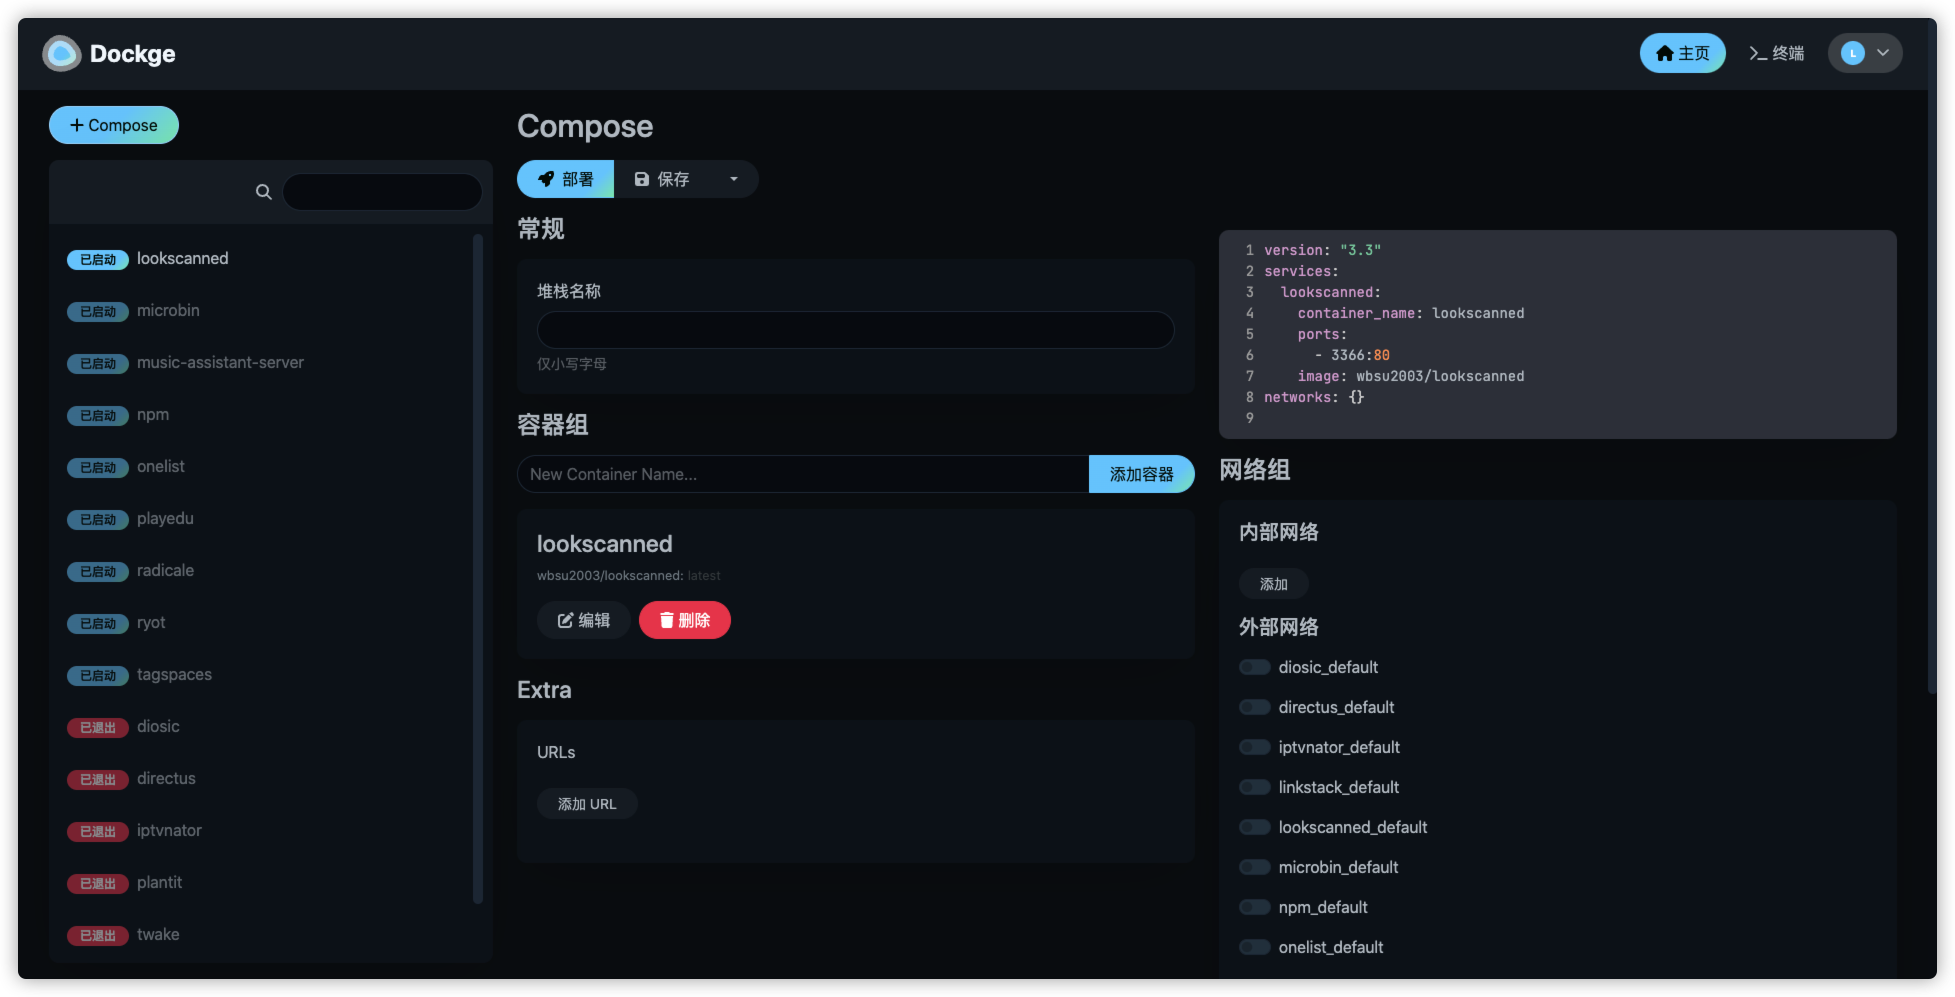 Dockge
主页
终端
L
Compose
已启动 lookscanned
已启动 microbin
已启动 music-assistant-server
已启动 npm
已启动 onelist
已启动 playedu
已启动 radicale
已启动 ryot
已启动 tagspaces
已退出 diosic
已退出 directus
已退出 iptvnator
已退出 plantit
已退出 twake
Compose
部署
保存
常规
堆栈名称
仅小写字母
容器组
New Container Name...
添加容器
lookscanned
wbsu2003/lookscanned: latest
编辑
删除
Extra
URLs
添加 URL
1 version: "3.3"
2 services:
3 lookscanned:
4 container_name: lookscanned
5 ports:
6 - 3366:80
7 image: wbsu2003/lookscanned
8 networks: {}
9
网络组
内部网络
添加
外部网络
diosic_default
directus_default
iptvnator_default
linkstack_default
lookscanned_default
microbin_default
npm_default
onelist_default